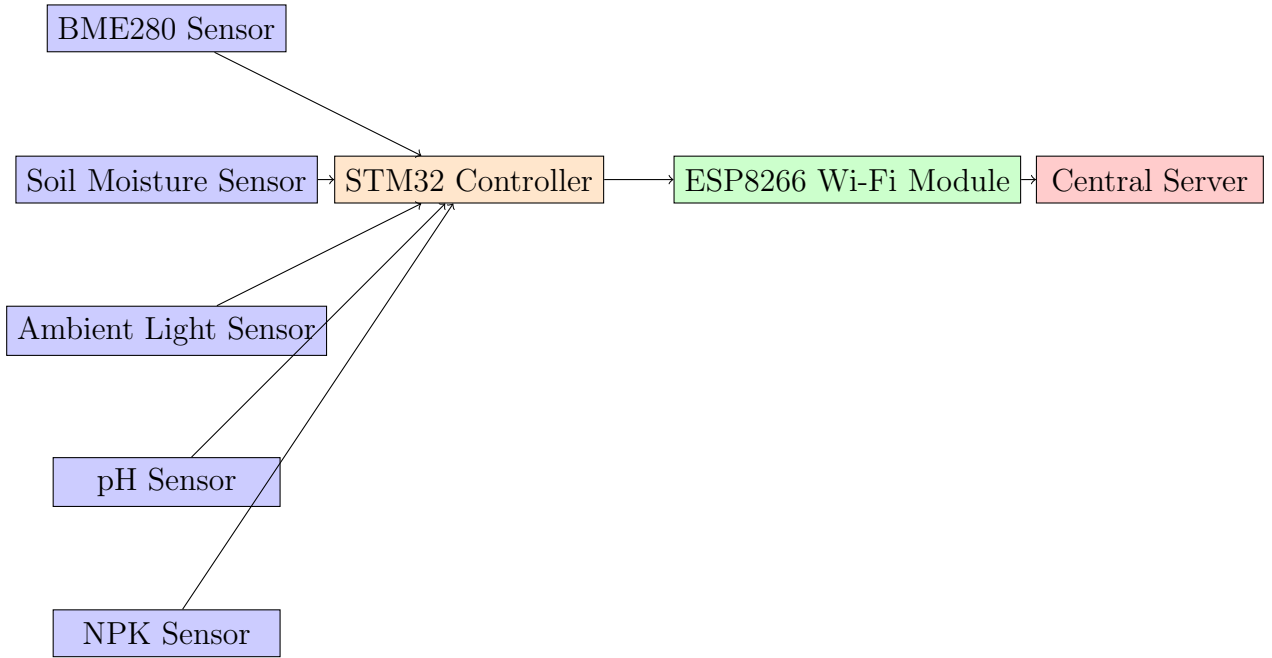 BME280 Sensor
Soil Moisture Sensor
STM32 Controller
ESP8266 Wi-Fi Module
Central Server
Ambient Light Sensor
pH Sensor
NPK Sensor